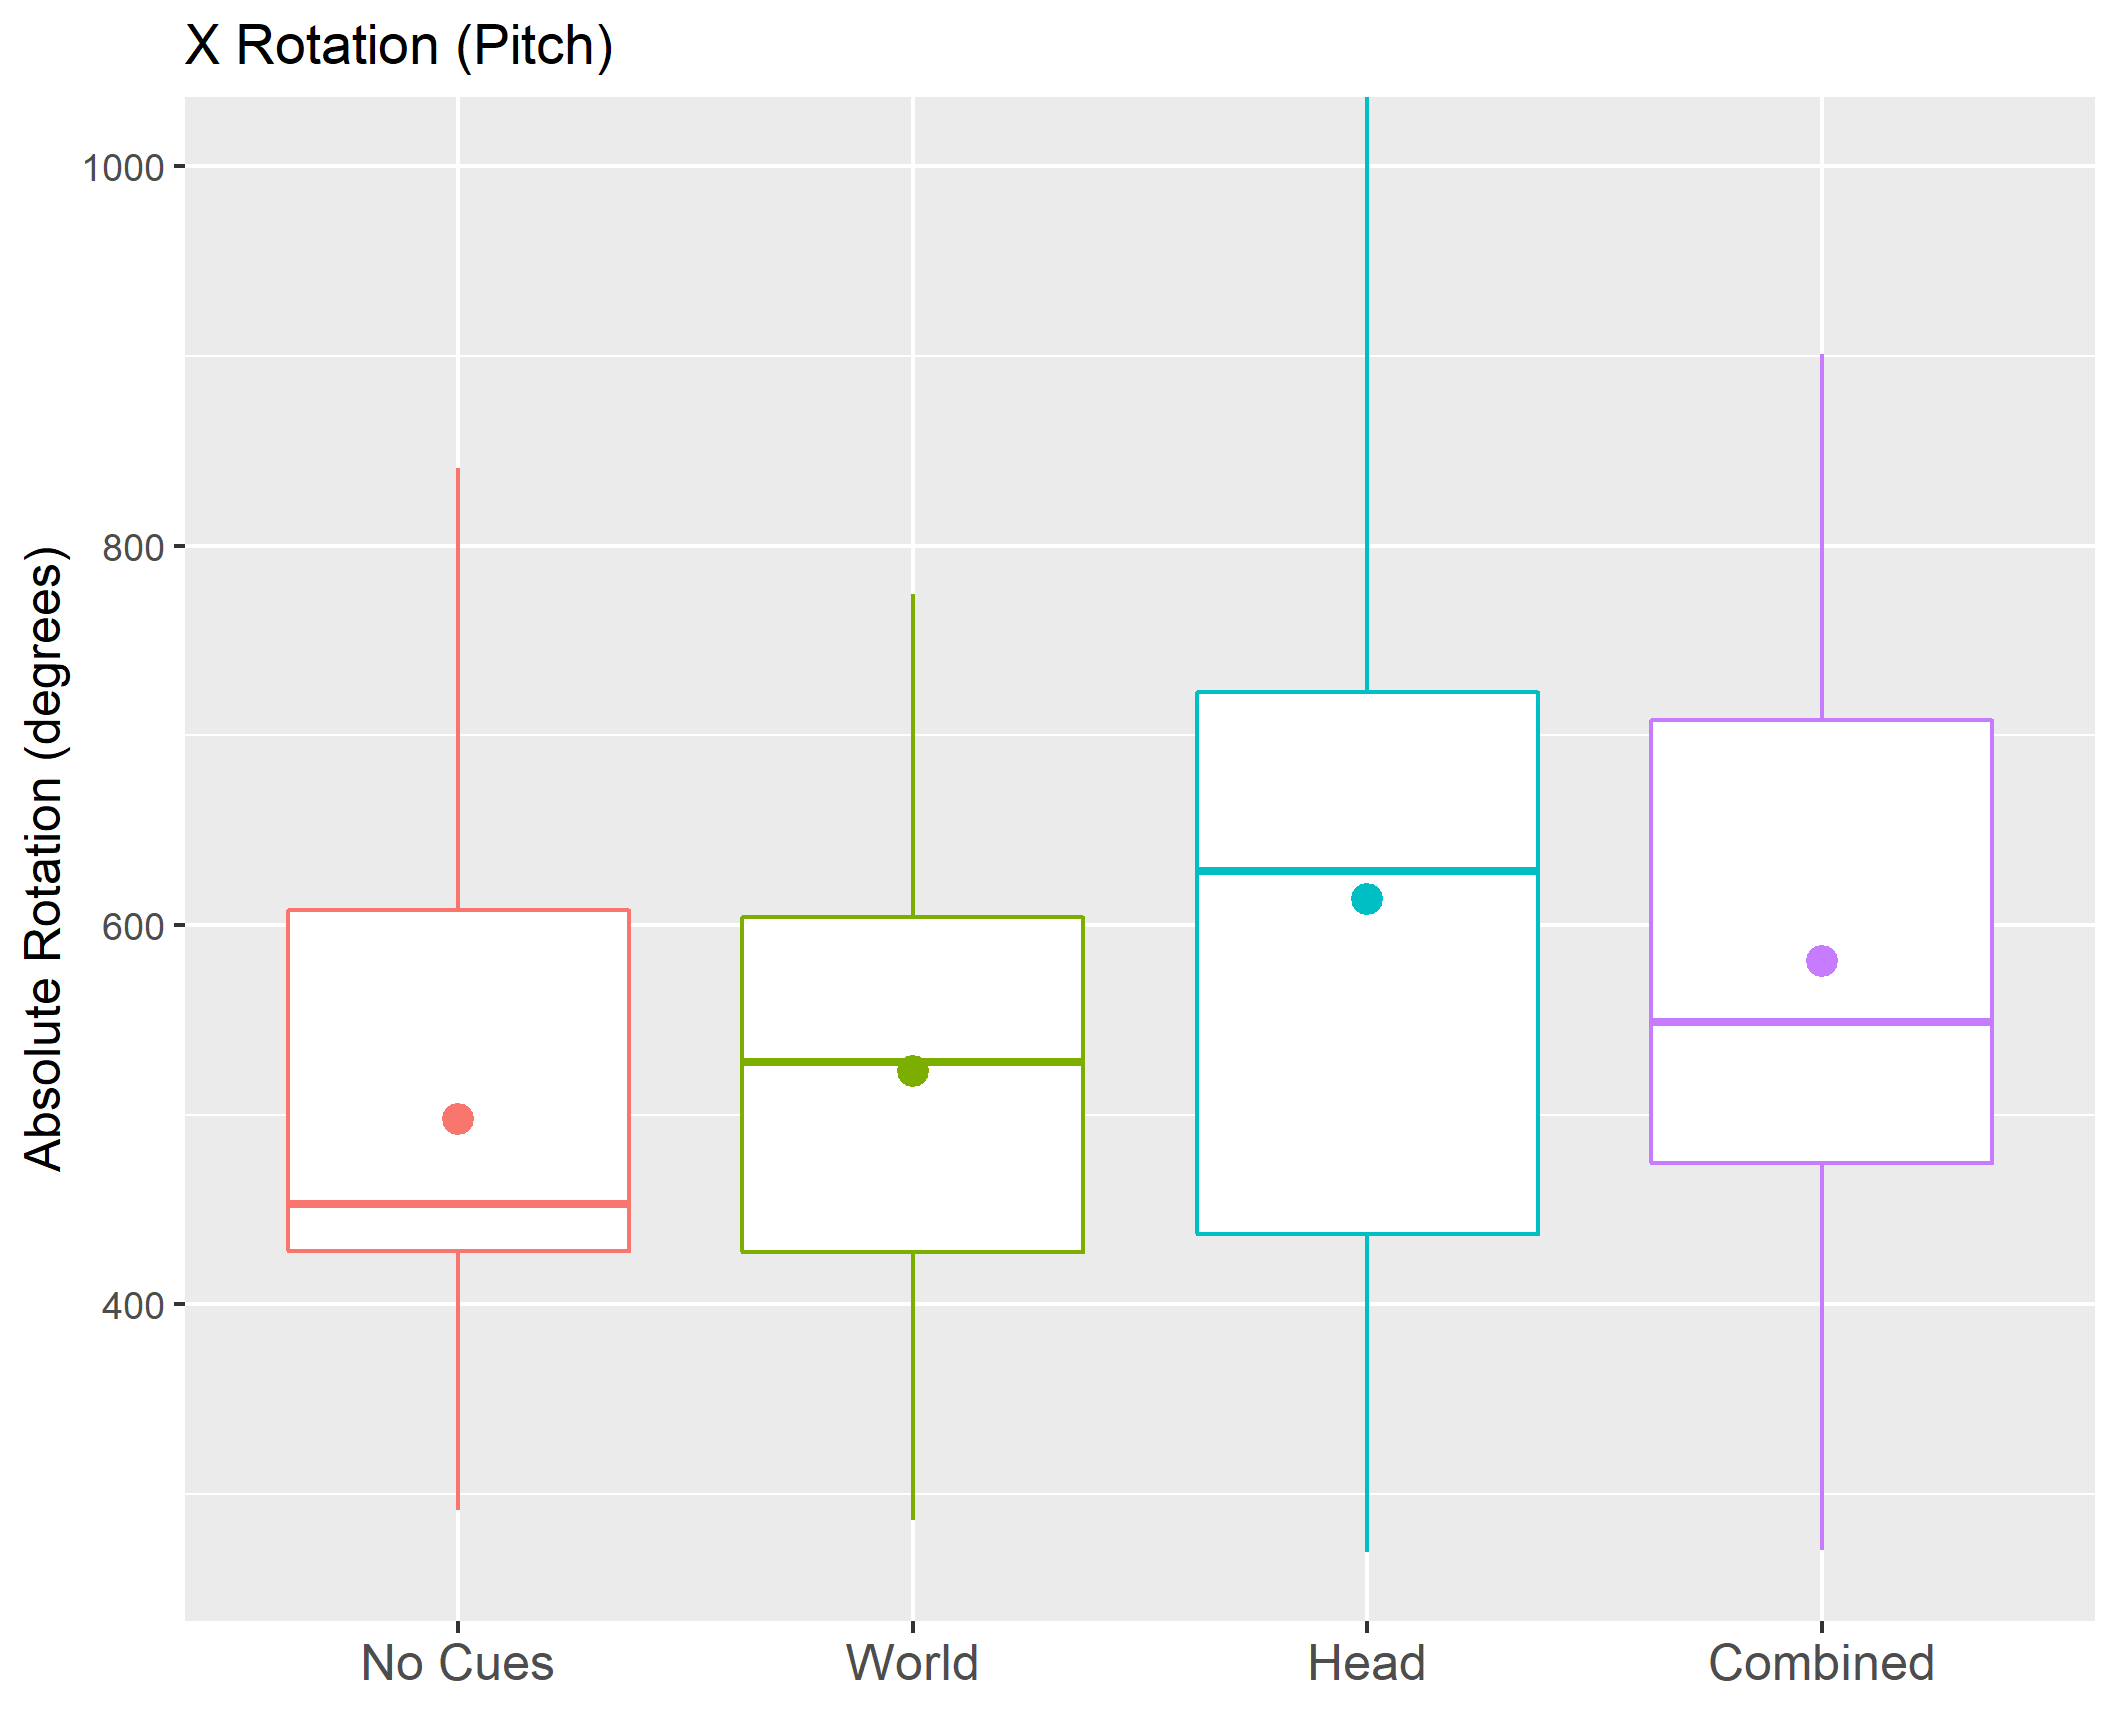 X Rotation (Pitch)
Absolute Rotation (degrees)
1000
800
600
400
No Cues
World
Head
Combined